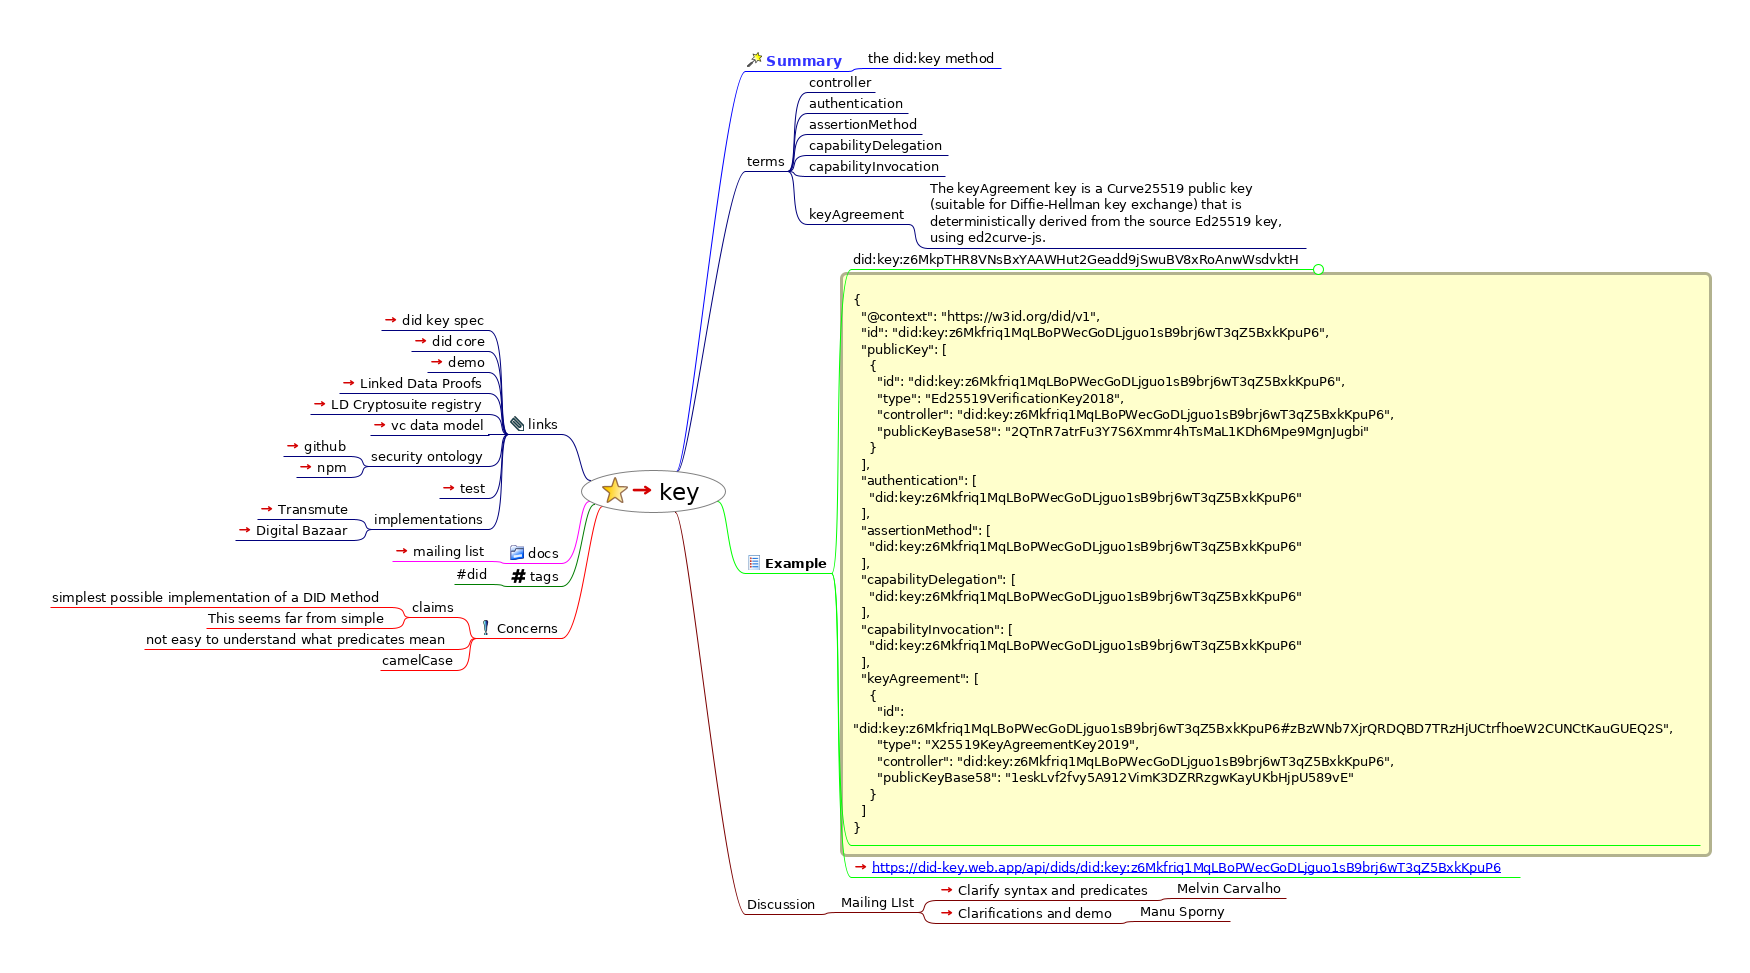 key
Summary
the did:key method
terms
controller
authentication
assertionMethod
capabilityDelegation
capabilityInvocation
keyAgreement
The keyAgreement key is a Curve25519 public key
(suitable for Diffie-Hellman key exchange) that is
deterministically derived from the source Ed25519 key,
using ed2curve-js.
Example
did:key:z6MkpTHR8VNsBxYAAWHut2Geadd9jSwuBV8xRoAnwWsdvktH
{
"@context": "https://w3id.org/did/v1",
"id": "did:key:z6Mkfriq1MqLBoPWecGoDLjguo1sB9brj6wT3qZ5BxkKpuP6",
"publicKey": [
{
"id": "did:key:z6Mkfriq1MqLBoPWecGoDLjguo1sB9brj6wT3qZ5BxkKpuP6",
"type": "Ed25519VerificationKey2018",
"controller": "did:key:z6Mkfriq1MqLBoPWecGoDLjguo1sB9brj6wT3qZ5BxkKpuP6",
"publicKeyBase58": "2QTnR7atrFu3Y7S6Xmmr4hTsMaL1KDh6Mpe9MgnJugbi"
}
],
"authentication": [
"did:key:z6Mkfriq1MqLBoPWecGoDLjguo1sB9brj6wT3qZ5BxkKpuP6"
],
"assertionMethod": [
"did:key:z6Mkfriq1MqLBoPWecGoDLjguo1sB9brj6wT3qZ5BxkKpuP6"
],
"capabilityDelegation": [
"did:key:z6Mkfriq1MqLBoPWecGoDLjguo1sB9brj6wT3qZ5BxkKpuP6"
],
"capabilityInvocation": [
"did:key:z6Mkfriq1MqLBoPWecGoDLjguo1sB9brj6wT3qZ5BxkKpuP6"
],
"keyAgreement": [
{
"id":
"did:key:z6Mkfriq1MqLBoPWecGoDLjguo1sB9brj6wT3qZ5BxkKpuP6#zBzWNb7XjrQRDQBD7TRzHjUCtrfhoeW2CUNCtKauGUEQ2S",
"type": "X25519KeyAgreementKey2019",
"controller": "did:key:z6Mkfriq1MqLBoPWecGoDLjguo1sB9brj6wT3qZ5BxkKpuP6",
"publicKeyBase58": "1eskLvf2fvy5A912VimK3DZRRzgwKayUKbHjpU589vE"
}
]
}
https://did-key.web.app/api/dids/did:key:z6Mkfriq1MqLBoPWecGoDLjguo1sB9brj6wT3qZ5BxkKpuP6
Discussion
Mailing LIst
Clarify syntax and predicates
Melvin Carvalho
Clarifications and demo
Manu Sporny
links
did key spec
did core
demo
Linked Data Proofs
LD Cryptosuite registry
vc data model
security ontology
github
npm
test
implementations
Transmute
Digital Bazaar
docs
mailing list
# tags
#did
Concerns
claims
simplest possible implementation of a DID Method
This seems far from simple
not easy to understand what predicates mean
camelCase